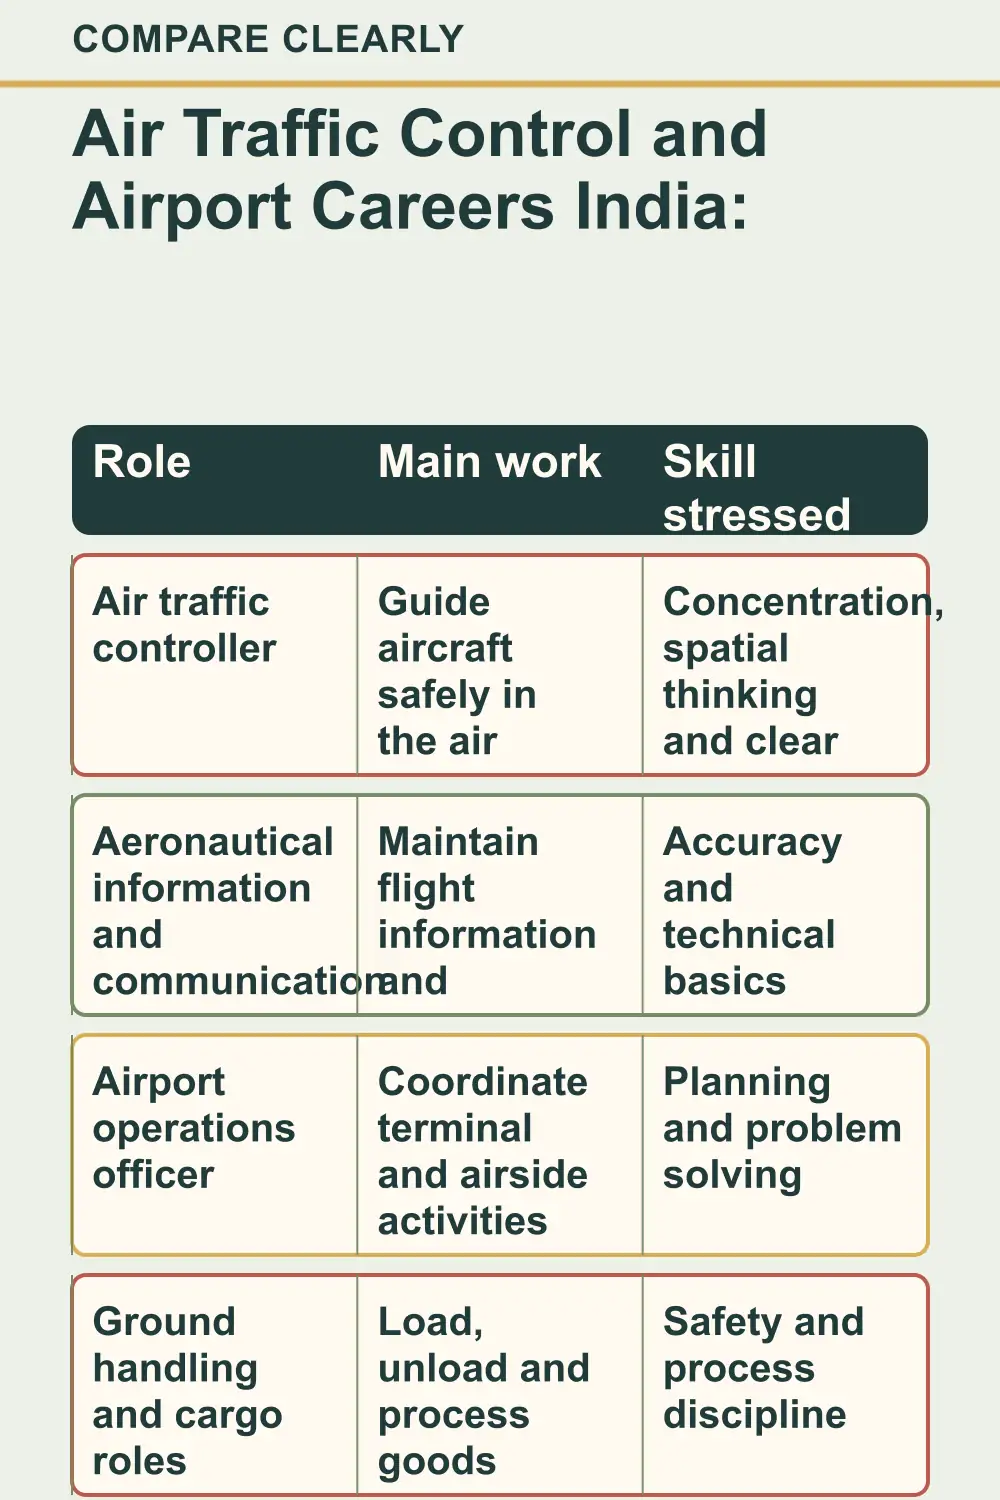 COMPARE CLEARLY
Air Traffic Control and
Airport Careers India:
Role
Main work
Skill
stressed
Air traffic
controller
Guide
aircraft
safely in
the air
Concentration,
spatial
thinking
and clear
Aeronautical
information
and
communication
Maintain
flight
information
and
Accuracy
and
technical
basics
Airport
operations
officer
Coordinate
terminal
and airside
activities
Planning
and problem
solving
Ground
handling
and cargo
roles
Load,
unload and
process
goods
Safety and
process
discipline